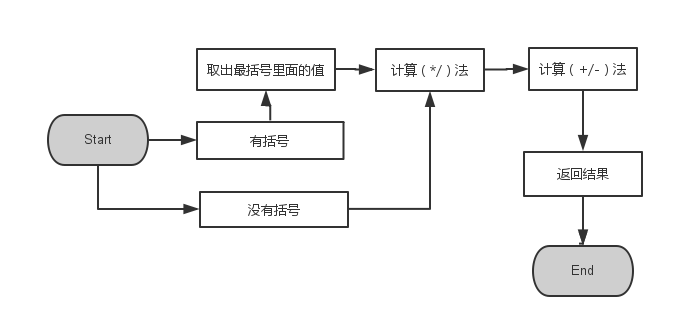 取出最括号里面的值
计算 ( */ ) 法
计算 ( +/- ) 法
Start
有括号
返回结果
没有括号
End